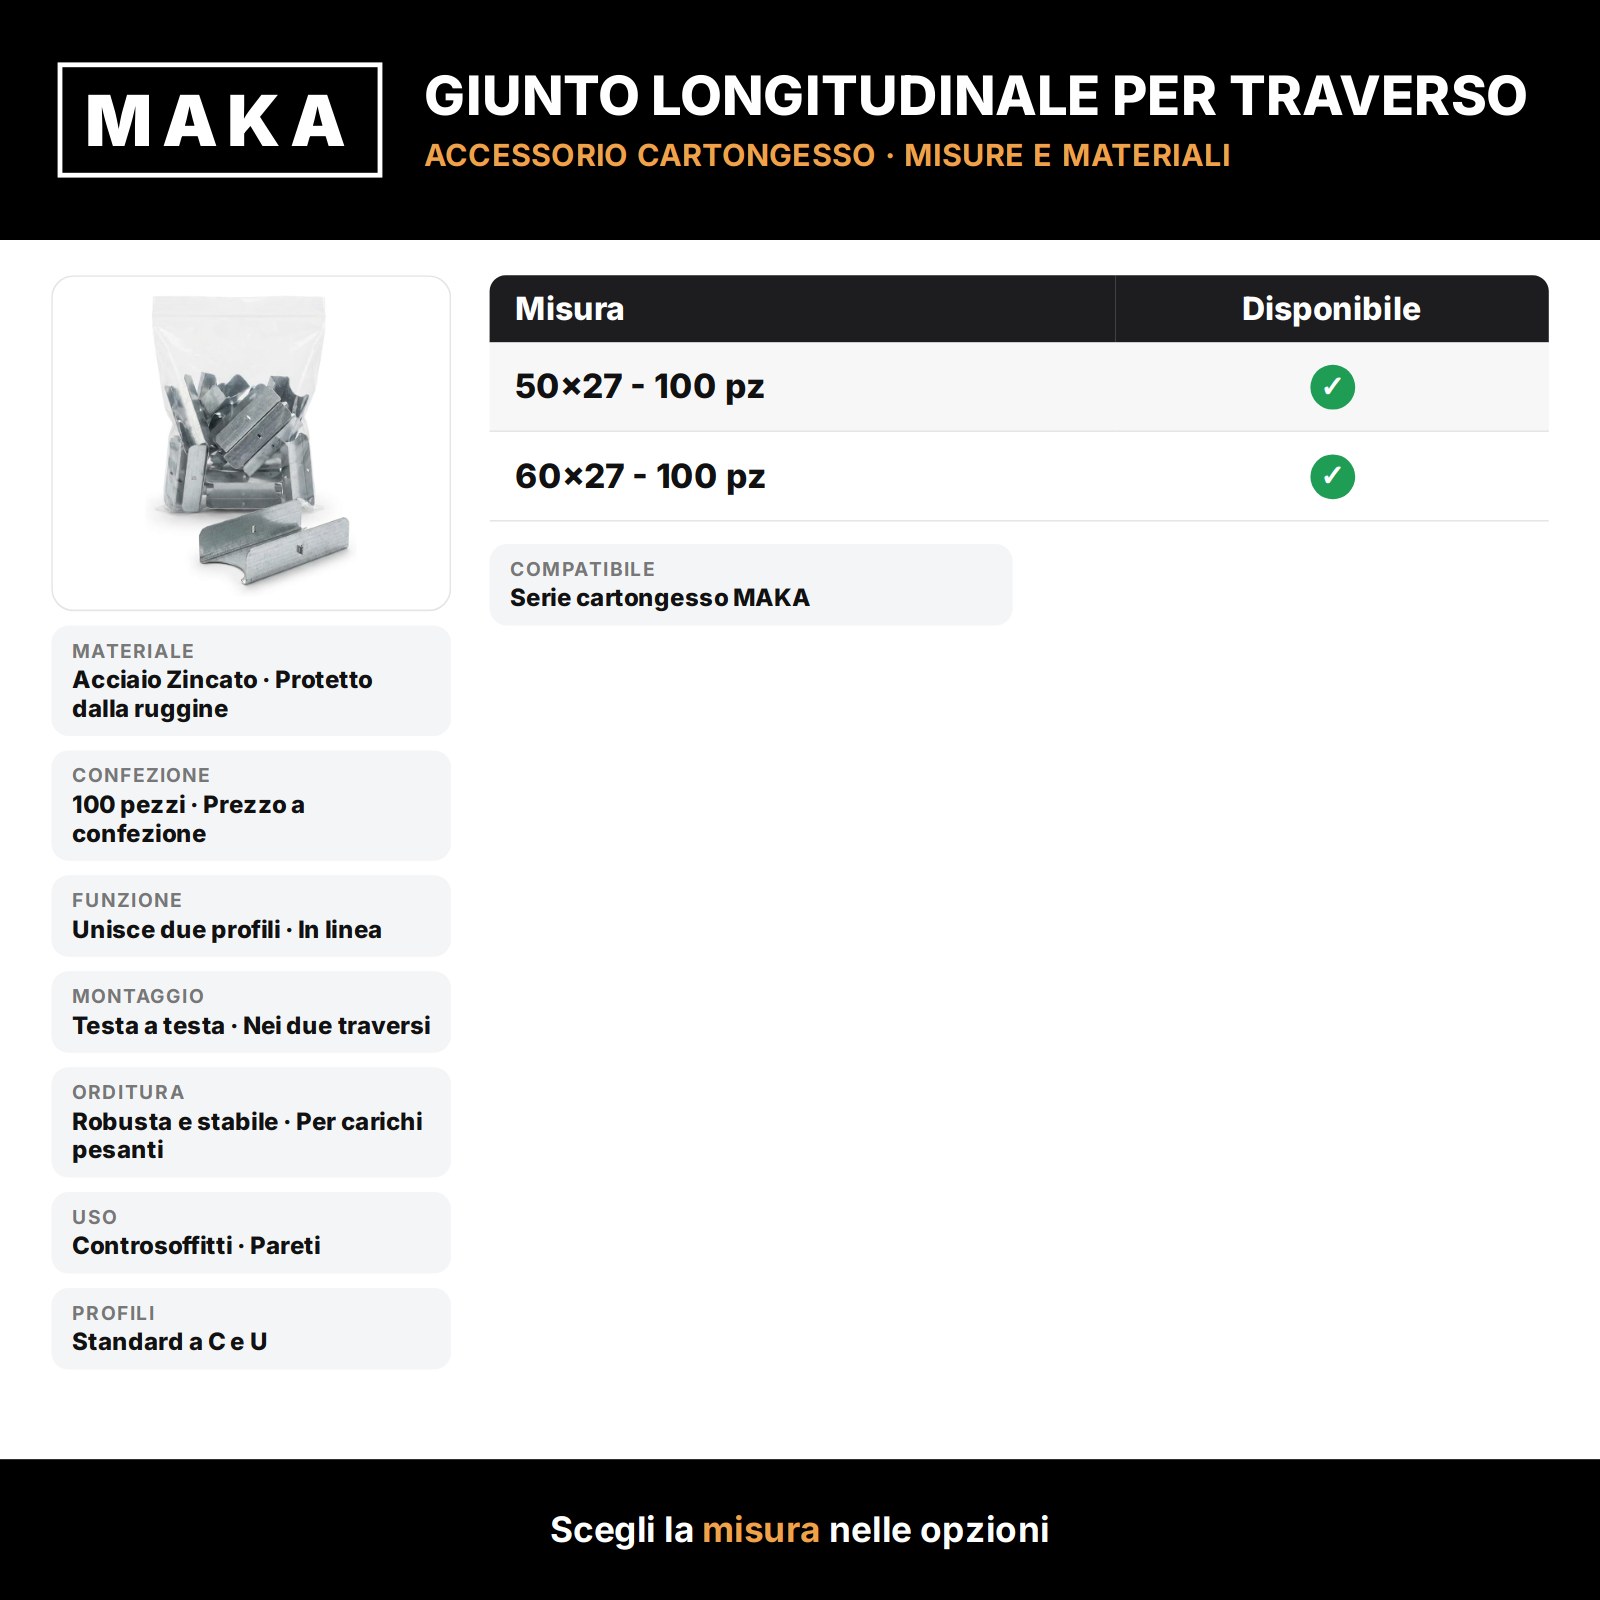 MAKA
GIUNTO LONGITUDINALE PER TRAVERSO
ACCESSORIO CARTONGESSO · MISURE E MATERIALI
Misura Disponibile
50×27 - 100 pz ✓
60×27 - 100 pz ✓
COMPATIBILE
Serie cartongesso MAKA
MATERIALE
Acciaio Zincato · Protetto
dalla ruggine
CONFEZIONE
100 pezzi · Prezzo a
confezione
FUNZIONE
Unisce due profili · In linea
MONTAGGIO
Testa a testa · Nei due traversi
ORDITURA
Robusta e stabile · Per carichi
pesanti
USO
Controsoffitti · Pareti
PROFILI
Standard a C e U
Scegli la misura nelle opzioni